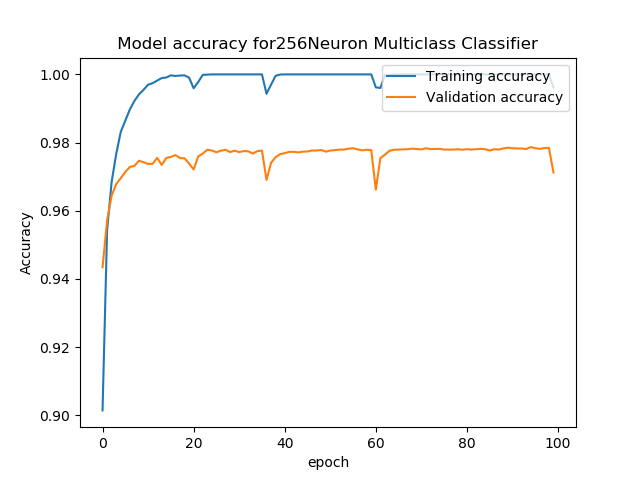 Model accuracy for256Neuron Multiclass Classifier
1.00
0.98
0.96
0.94
0.92
0.90
Accuracy
Training accuracy
Validation accuracy
0 20 40 60 80 100
epoch